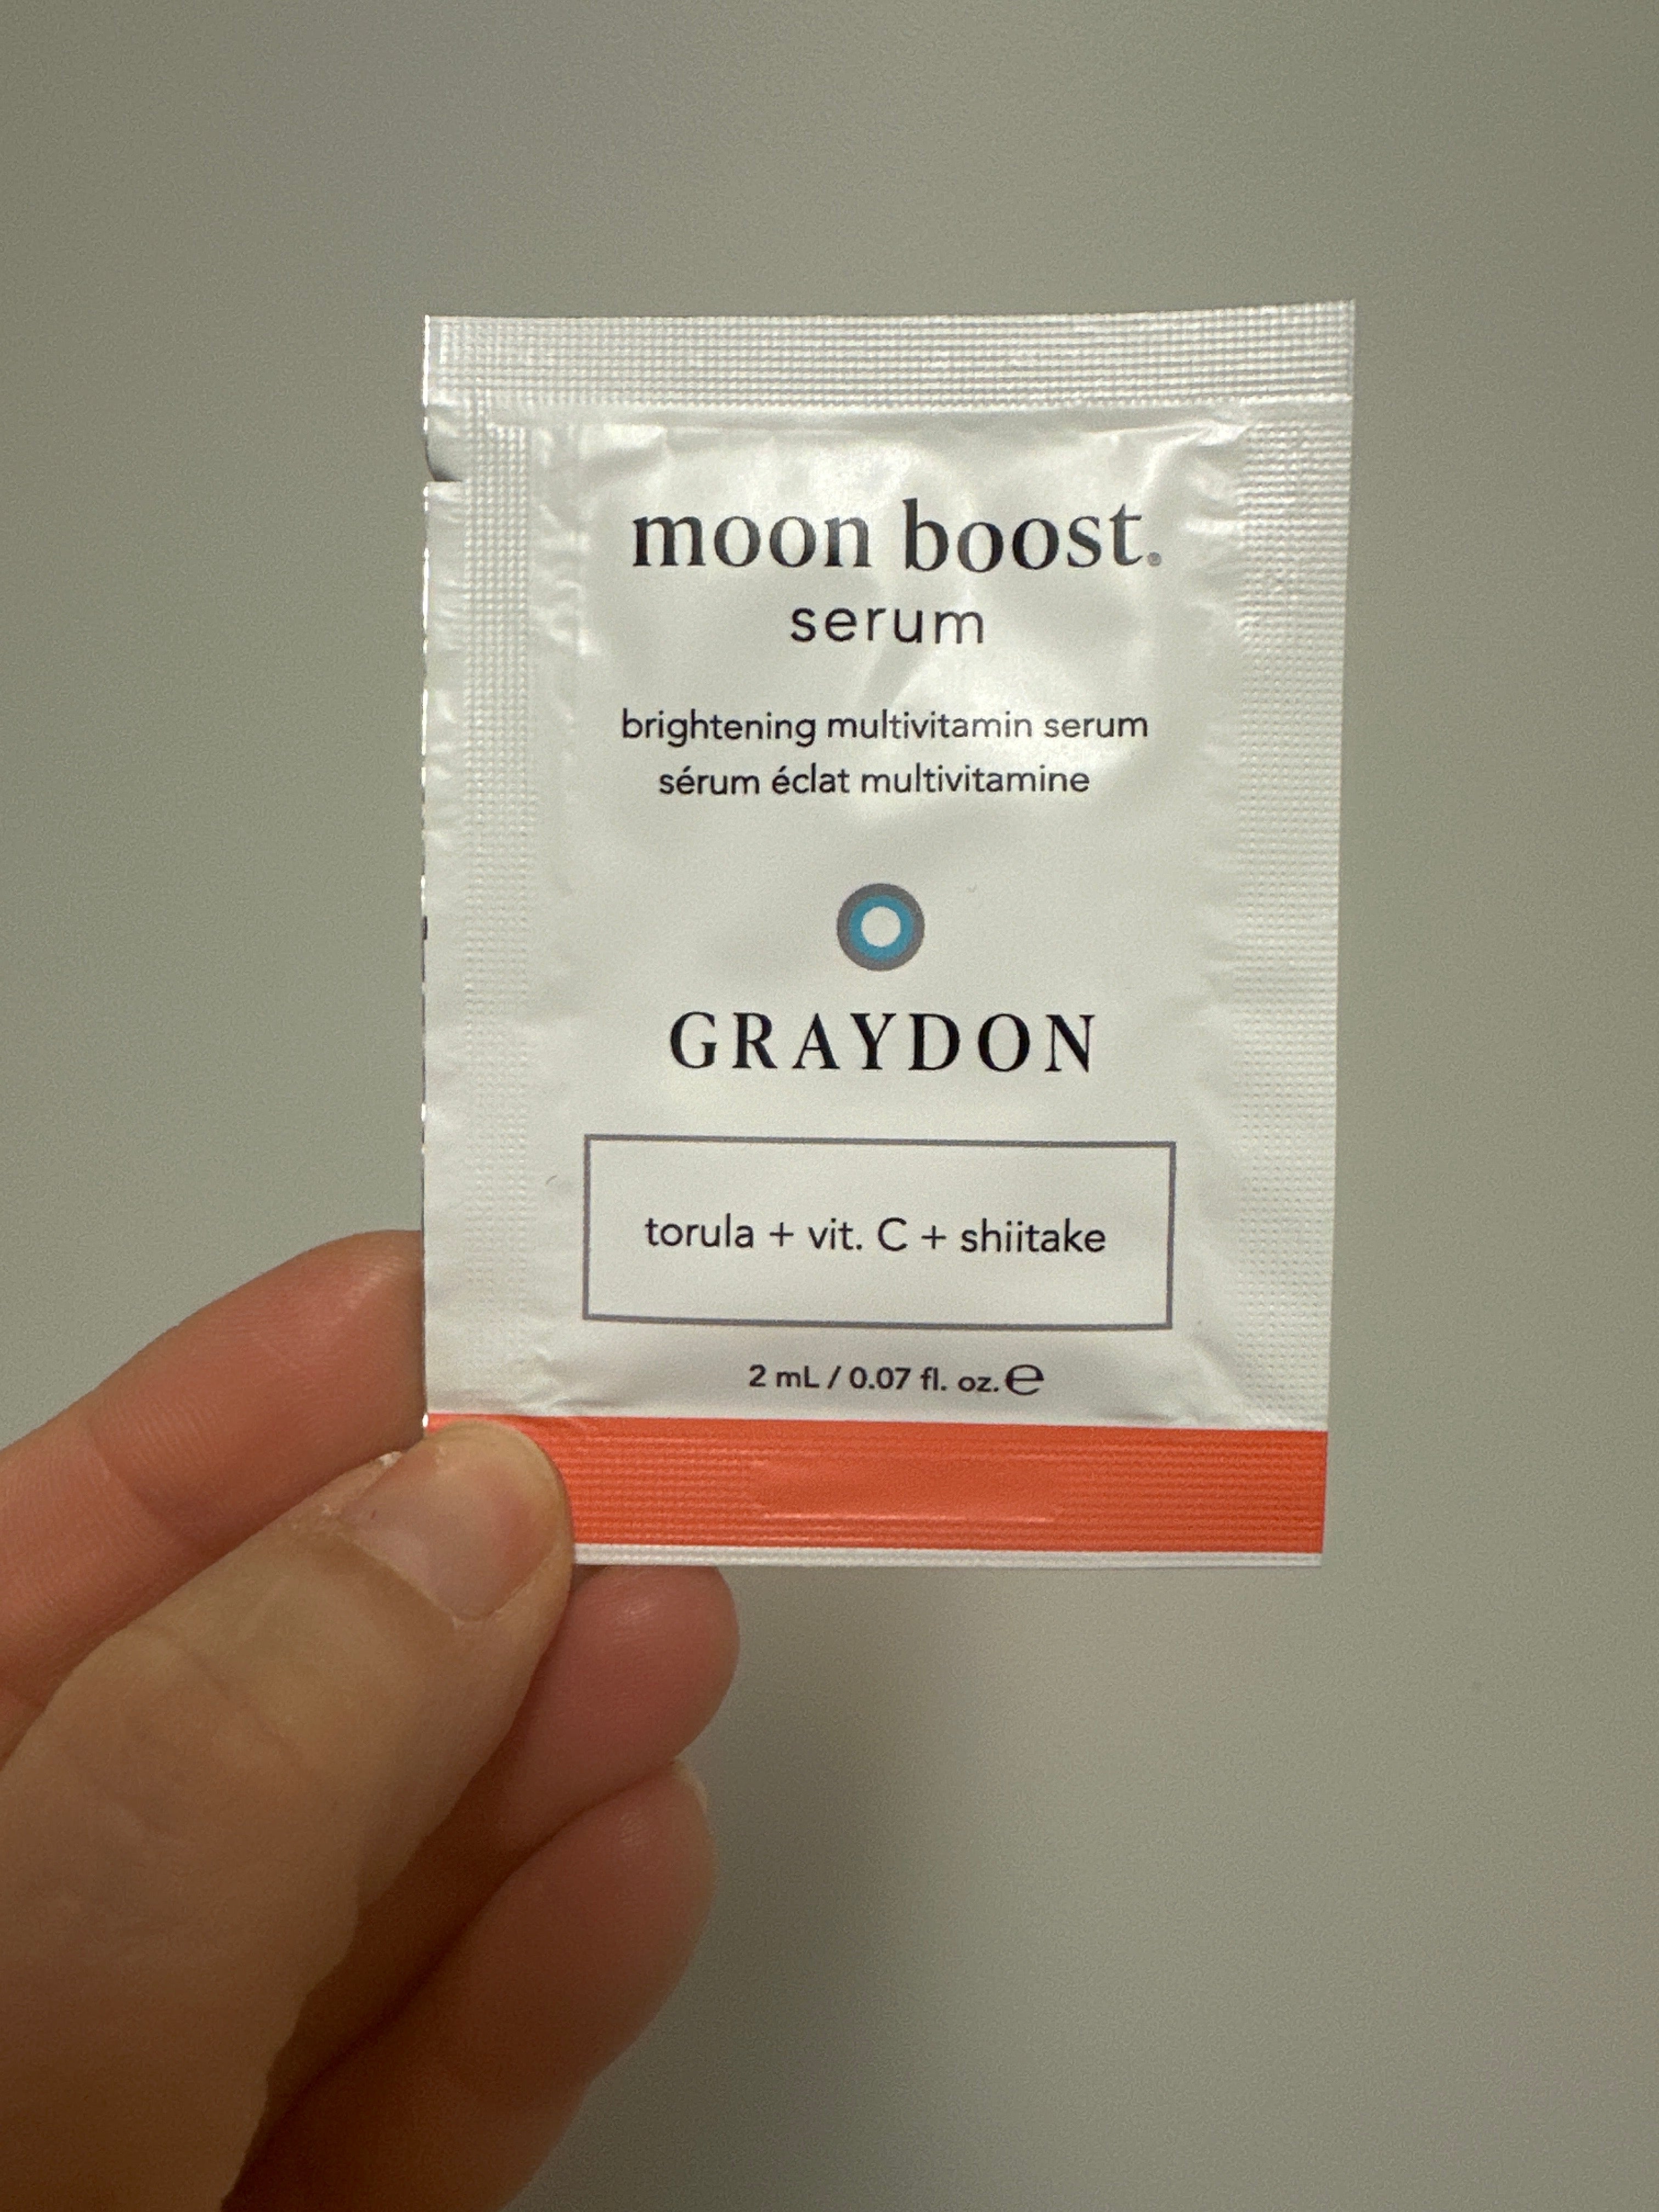 moon boost®
serum
brightening multivitamin serum
sérum éclat multivitamine
GRAYDON
torula + vit. C + shiitake
2 mL / 0.07 fl. oz. ℮